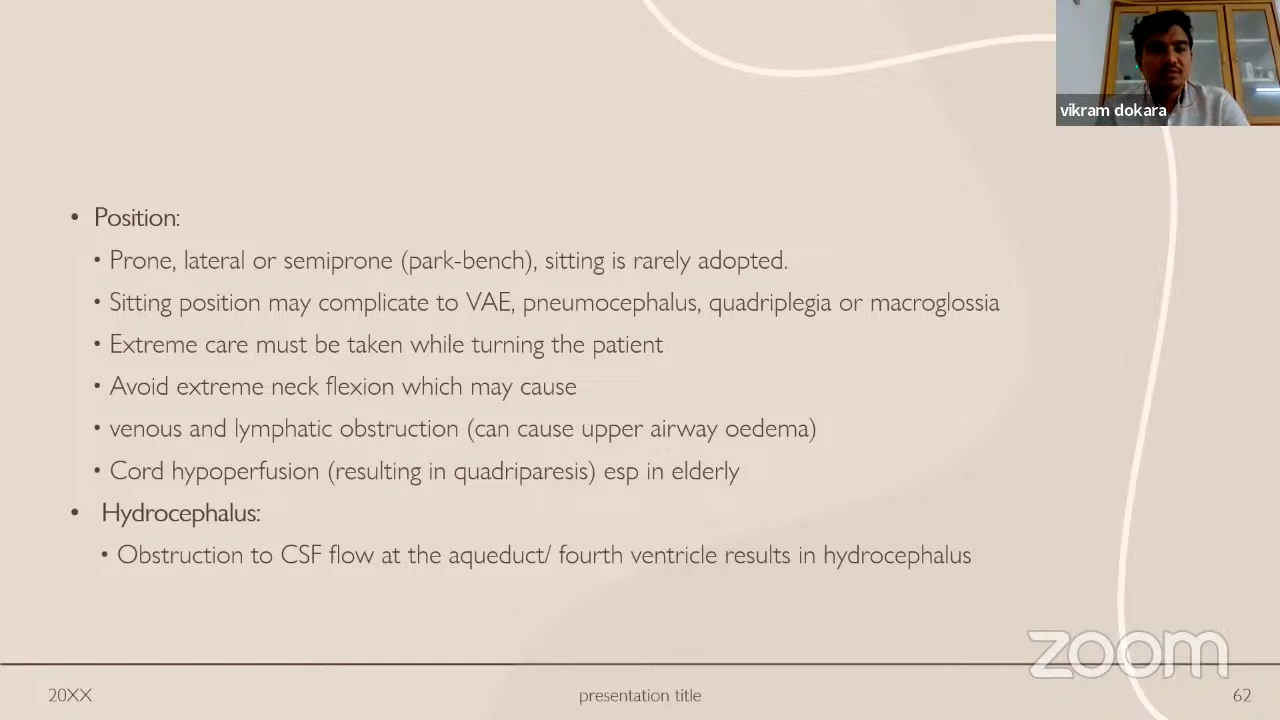 vikram dokara
• Position:
• Prone, lateral or semiprone (park-bench), sitting is rarely adopted.
• Sitting position may complicate to VAE, pneumocephalus, quadriplegia or macroglossia
• Extreme care must be taken while turning the patient
• Avoid extreme neck flexion which may cause
• venous and lymphatic obstruction (can cause upper airway oedema)
• Cord hypoperfusion (resulting in quadriparesis) esp in elderly
• Hydrocephalus:
• Obstruction to CSF flow at the aqueduct/ fourth ventricle results in hydrocephalus
zoom
20XX
presentation title
62